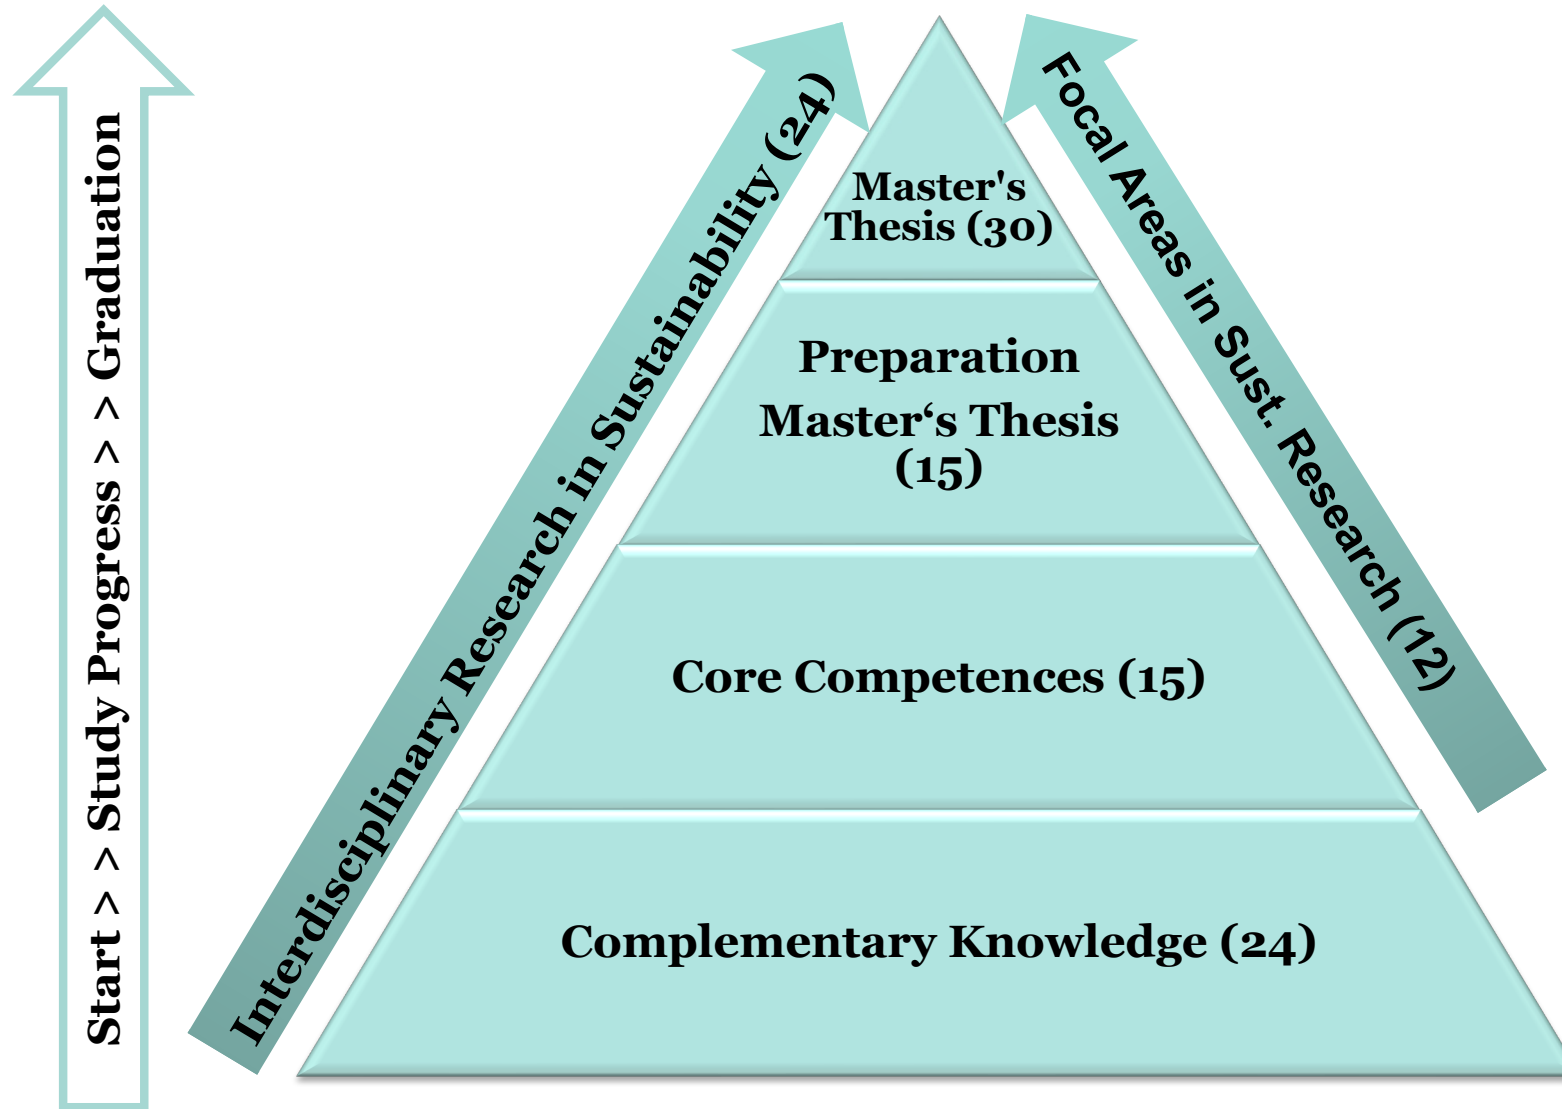 Start > > Study Progress > > Graduation
Interdisciplinary Research in Sustainability (24)
Master's
Thesis (30)
Preparation
Master‘s Thesis
(15)
Core Competences (15)
Complementary Knowledge (24)
Focal Areas in Sust. Research (12)